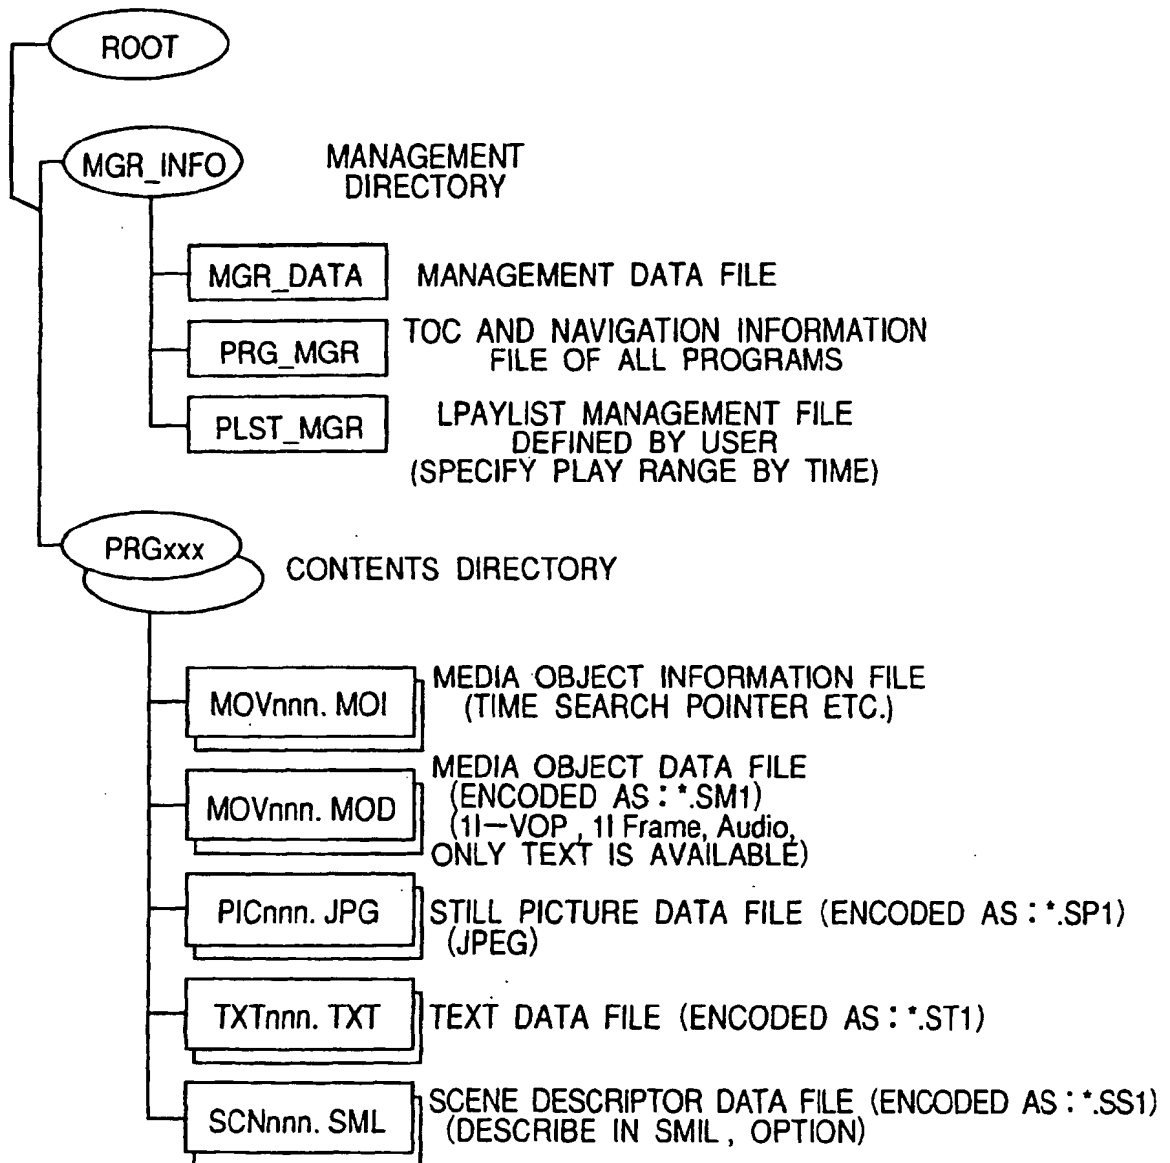 ROOT
MGR_INFO
MANAGEMENT
DIRECTORY
MGR_DATA
MANAGEMENT DATA FILE
PRG_MGR
TOC AND NAVIGATION INFORMATION
FILE OF ALL PROGRAMS
PLST_MGR
LPAYLIST MANAGEMENT FILE
DEFINED BY USER
(SPECIFY PLAY RANGE BY TIME)
PRGxxx
CONTENTS DIRECTORY
MOVnnn. MOI
MEDIA OBJECT INFORMATION FILE
(TIME SEARCH POINTER ETC.)
MOVnnn. MOD
MEDIA OBJECT DATA FILE
(ENCODED AS : *.SM1)
(1I-VOP , 1I Frame, Audio,
ONLY TEXT IS AVAILABLE)
PICnnn. JPG
STILL PICTURE DATA FILE (ENCODED AS : *.SP1)
(JPEG)
TXTnnn. TXT
TEXT DATA FILE (ENCODED AS : *.ST1)
SCNnnn. SML
SCENE DESCRIPTOR DATA FILE (ENCODED AS : *.SS1)
(DESCRIBE IN SMIL , OPTION)